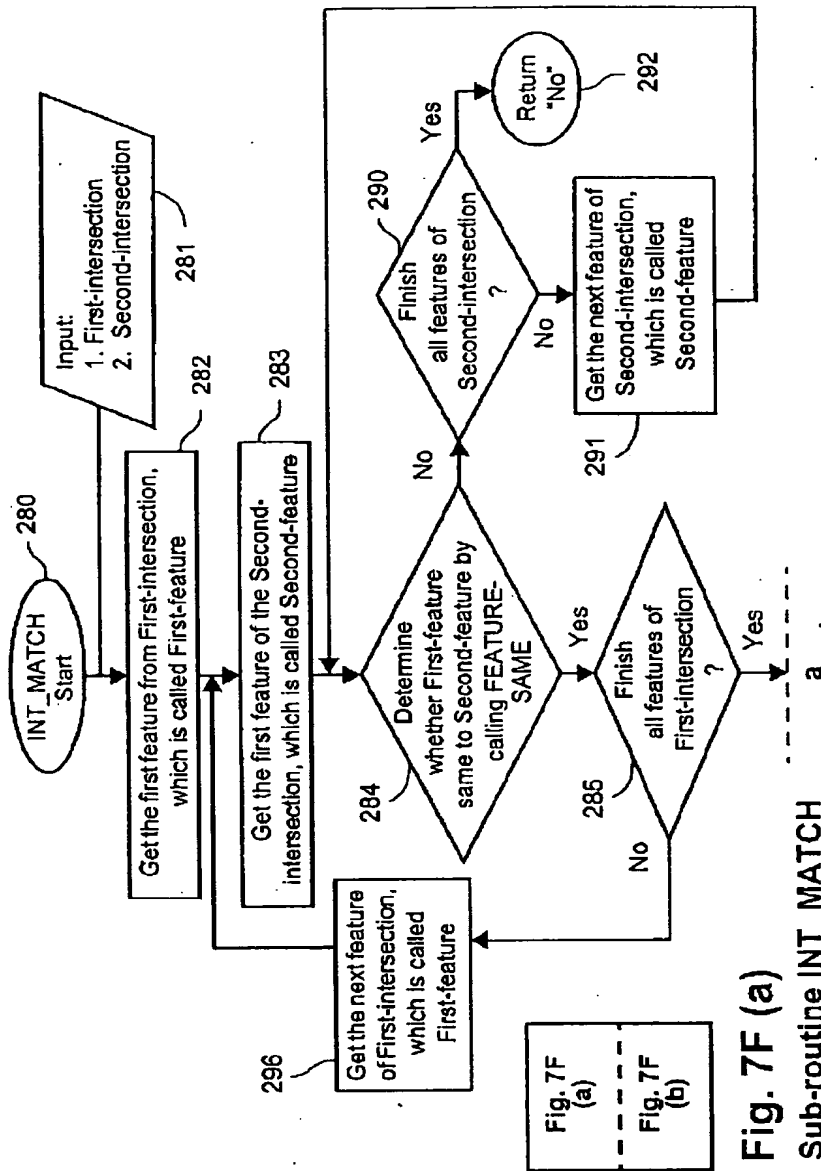 INT_MATCH
Start
280
Input:
1. First-intersection
2. Second-intersection
281
Get the first feature from First-intersection,
which is called First-feature
282
Get the first feature of the Second-
intersection, which is called Second-feature
283
Determine
whether First-feature
same to Second-feature by
calling FEATURE-
SAME
284
No
Yes
Finish
all features of
Second-intersection
?
290
Yes
Return
"No"
292
No
Get the next feature of
Second-intersection,
which is called
Second-feature
291
Finish
all features of
First-intersection
?
285
No
Yes
Get the next feature
of First-intersection,
which is called
First-feature
296
a
Fig. 7F
(a)
Fig. 7F
(b)
Fig. 7F (a)
Sub-routine INT_MATCH